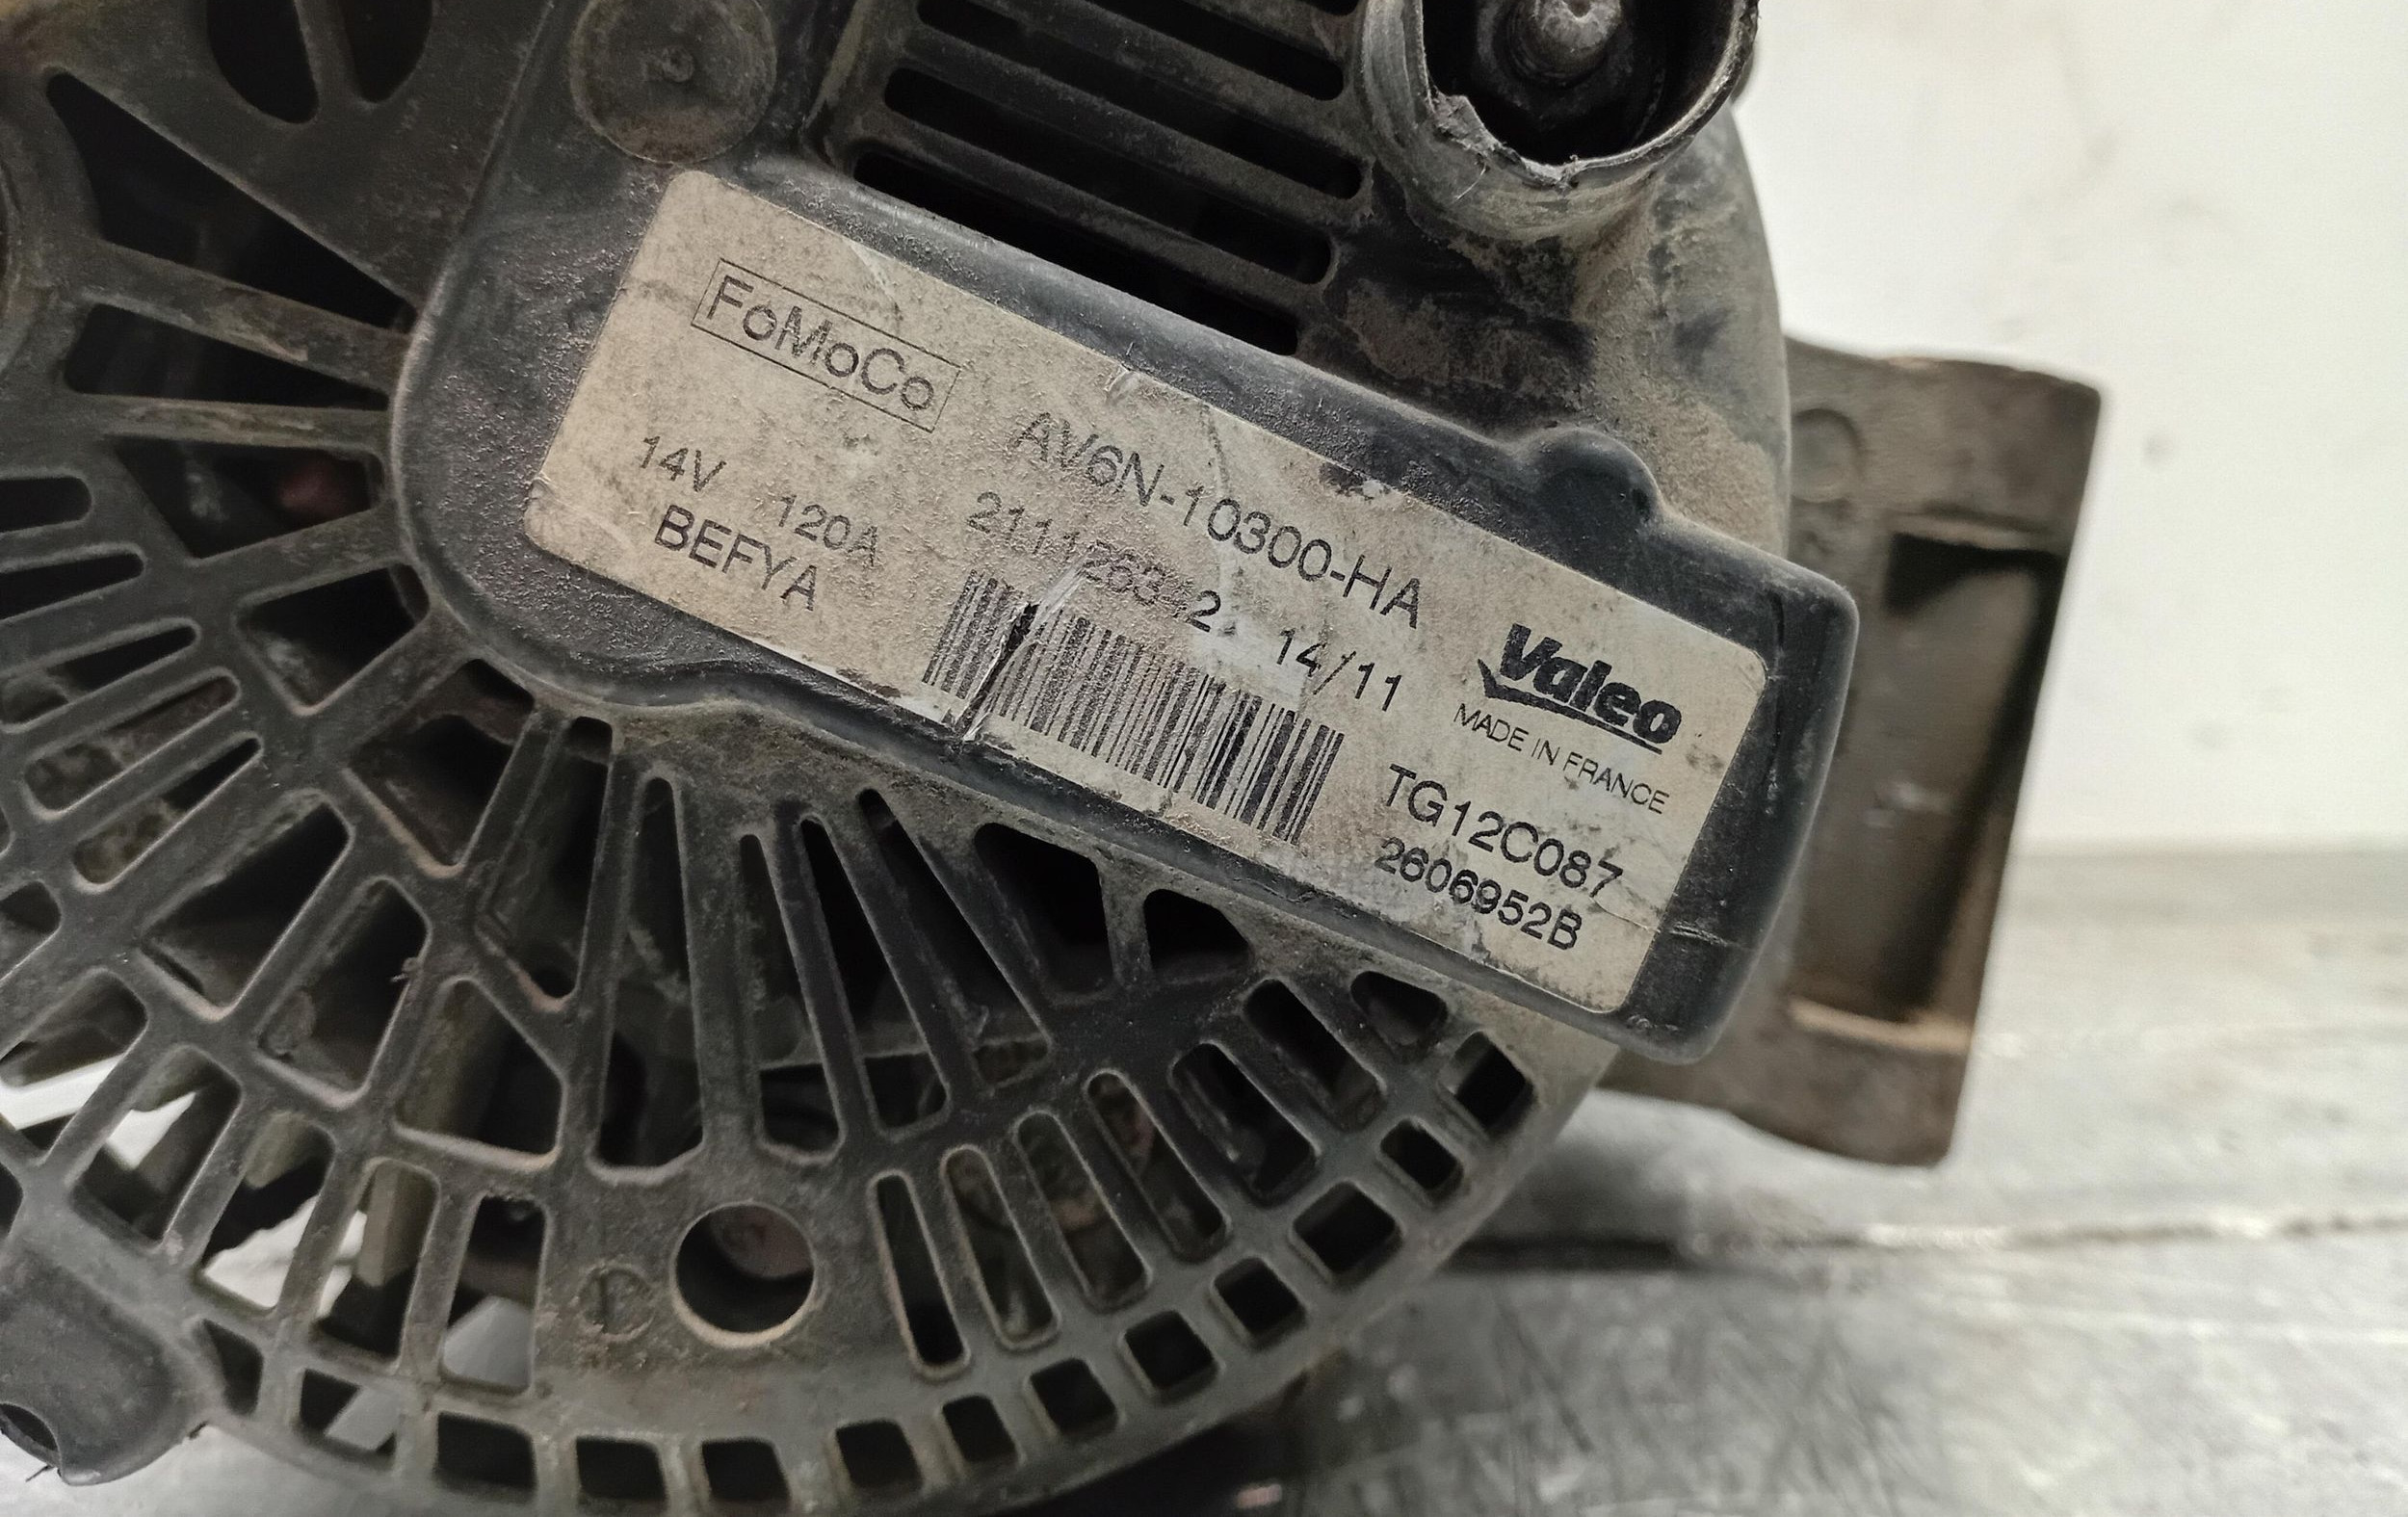 FoMoCo
AV6N-10300-HA
14V 120A
14/11
BEFYA
Valeo
MADE IN FRANCE
TG12C087
2606952B